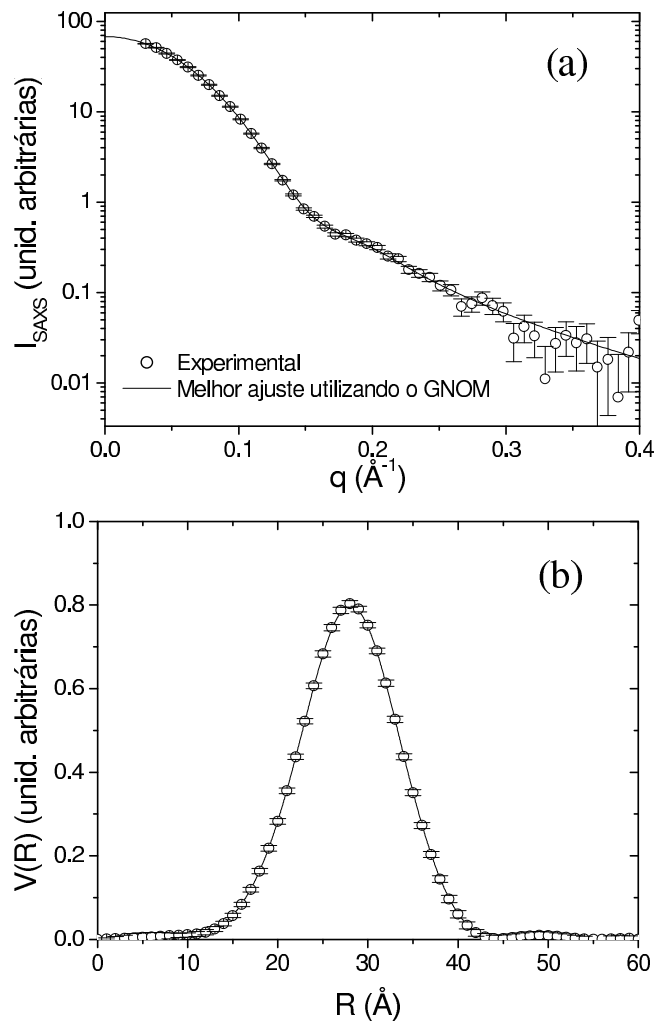 (a)
I_SAXS (unid. arbitrárias)
100
10
1
0.1
0.01
Experimental
Melhor ajuste utilizando o GNOM
0.0 0.1 0.2 0.3 0.4
q (Å⁻¹)
(b)
V(R) (unid. arbitrárias)
1.0
0.8
0.6
0.4
0.2
0.0
0 10 20 30 40 50 60
R (Å)